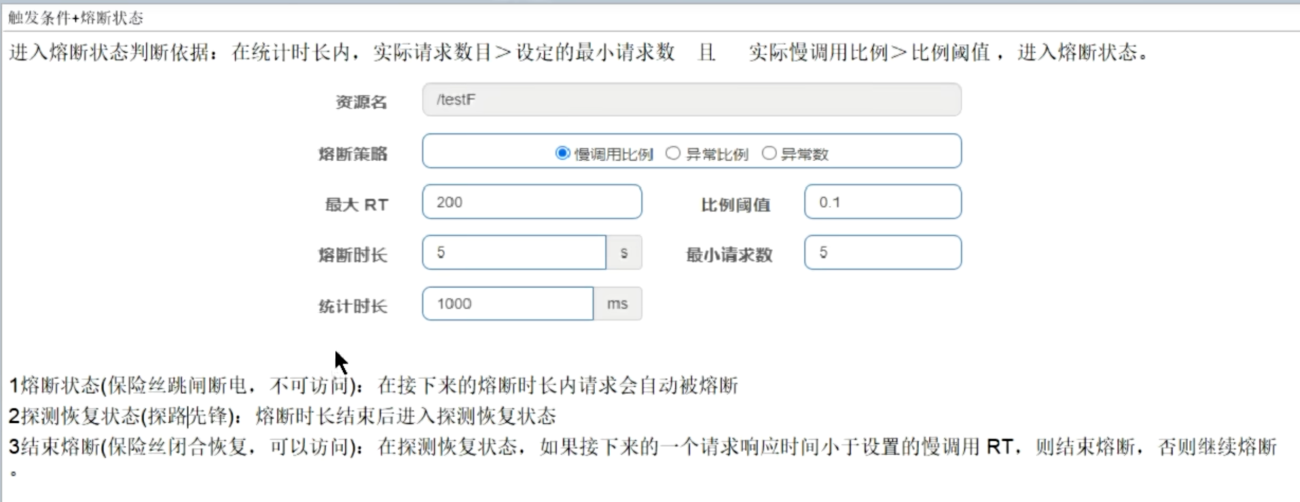 触发条件+熔断状态
进入熔断状态判断依据：在统计时长内，实际请求数目＞设定的最小请求数 且 实际慢调用比例＞比例阈值 ，进入熔断状态。
资源名 /testF
熔断策略 慢调用比例 异常比例 异常数
最大 RT 200 比例阈值 0.1
熔断时长 5 s 最小请求数 5
统计时长 1000 ms
1熔断状态(保险丝跳闸断电，不可访问)：在接下来的熔断时长内请求会自动被熔断
2探测恢复状态(探路先锋)：熔断时长结束后进入探测恢复状态
3结束熔断(保险丝闭合恢复，可以访问)：在探测恢复状态，如果接下来的一个请求响应时间小于设置的慢调用 RT，则结束熔断，否则继续熔断
。